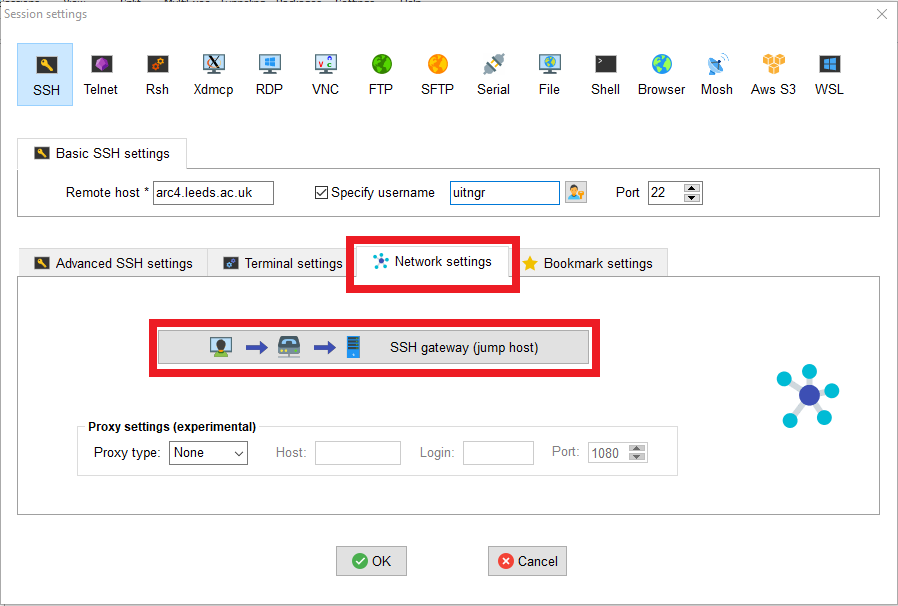 Session settings
SSH Telnet Rsh Xdmcp RDP VNC FTP SFTP Serial File Shell Browser Mosh Aws S3 WSL
Basic SSH settings
Remote host * arc4.leeds.ac.uk Specify username uitngr Port 22
Advanced SSH settings Terminal settings Network settings Bookmark settings
SSH gateway (jump host)
Proxy settings (experimental)
Proxy type: None Host: Login: Port: 1080
OK Cancel